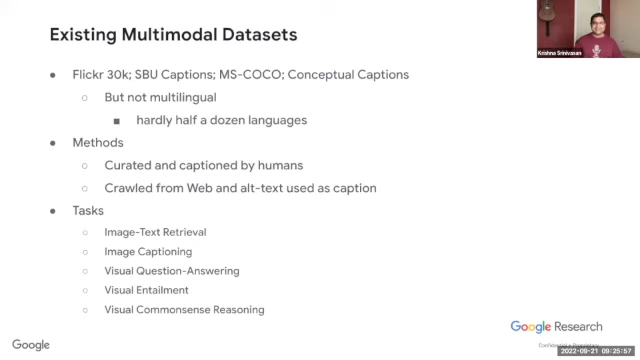 Existing Multimodal Datasets
Krishna Srinivasan
● Flickr 30k; SBU Captions; MS-COCO; Conceptual Captions
○ But not multilingual
■ hardly half a dozen languages
● Methods
○ Curated and captioned by humans
○ Crawled from Web and alt-text used as caption
● Tasks
○ Image-Text Retrieval
○ Image Captioning
○ Visual Question-Answering
○ Visual Entailment
○ Visual Commonsense Reasoning
Google Research
Google
Confidential + Proprietary
2022-09-21 09:25:57